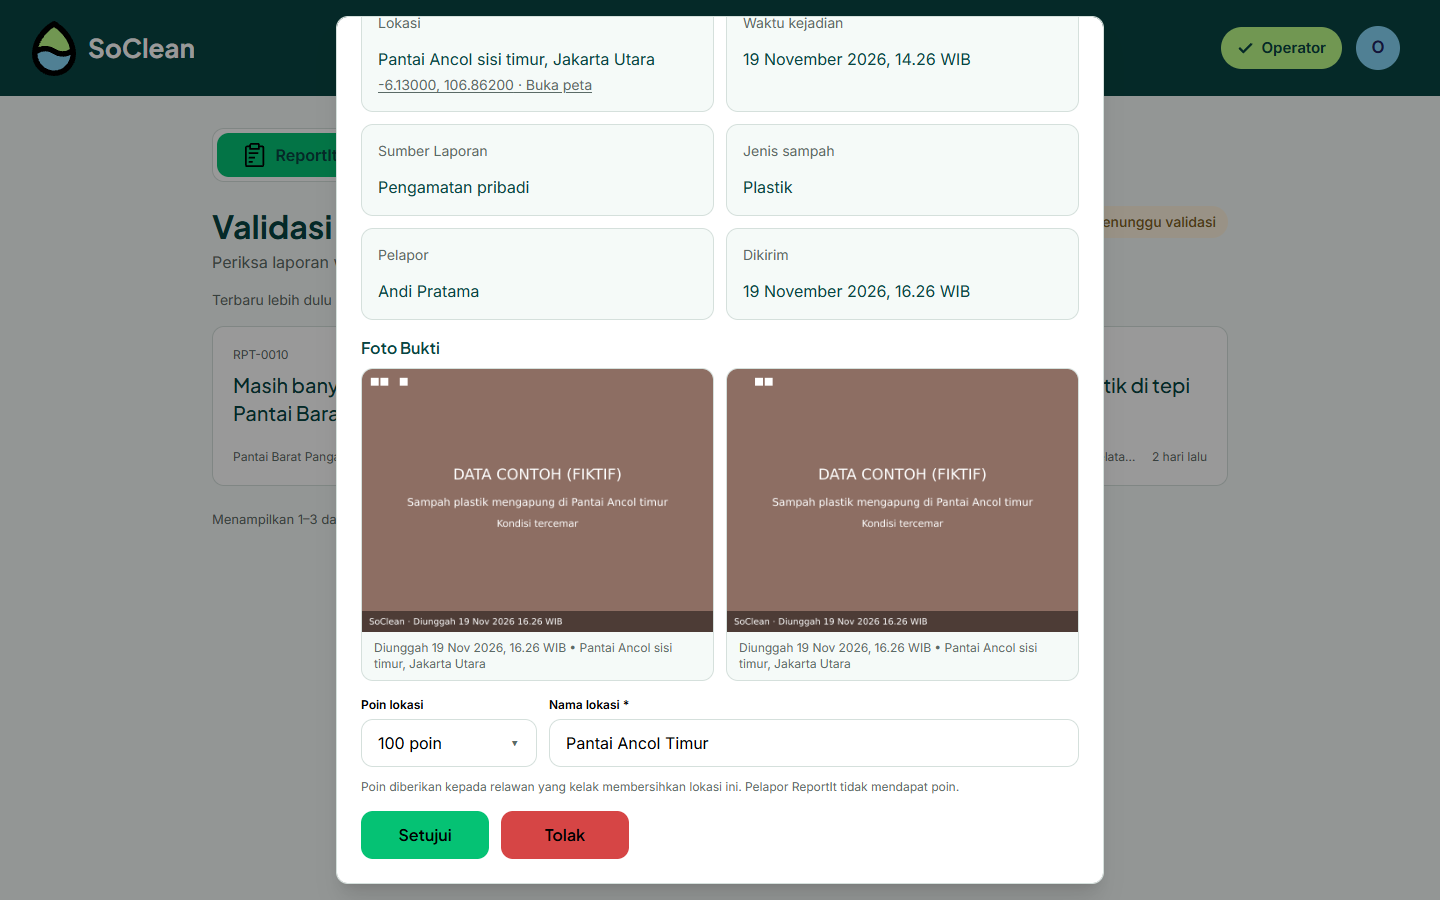 SoClean
Operator
O
ReportIt
Validasi
Periksa laporan
enunggu validasi
Terbaru lebih dulu
RPT-0010
Masih bany
Pantai Bara
Pantai Barat Panga
tik di tepi
lata...
2 hari lalu
Menampilkan 1–3 da
Lokasi
Pantai Ancol sisi timur, Jakarta Utara
-6.13000, 106.86200 · Buka peta
Waktu kejadian
19 November 2026, 14.26 WIB
Sumber Laporan
Pengamatan pribadi
Jenis sampah
Plastik
Pelapor
Andi Pratama
Dikirim
19 November 2026, 16.26 WIB
Foto Bukti
DATA CONTOH (FIKTIF)
Sampah plastik mengapung di Pantai Ancol timur
Kondisi tercemar
SoClean · Diunggah 19 Nov 2026 16.26 WIB
Diunggah 19 Nov 2026, 16.26 WIB • Pantai Ancol sisi
timur, Jakarta Utara
DATA CONTOH (FIKTIF)
Sampah plastik mengapung di Pantai Ancol timur
Kondisi tercemar
SoClean · Diunggah 19 Nov 2026 16.26 WIB
Diunggah 19 Nov 2026, 16.26 WIB • Pantai Ancol sisi
timur, Jakarta Utara
Poin lokasi
100 poin
Nama lokasi *
Pantai Ancol Timur
Poin diberikan kepada relawan yang kelak membersihkan lokasi ini. Pelapor ReportIt tidak mendapat poin.
Setujui
Tolak